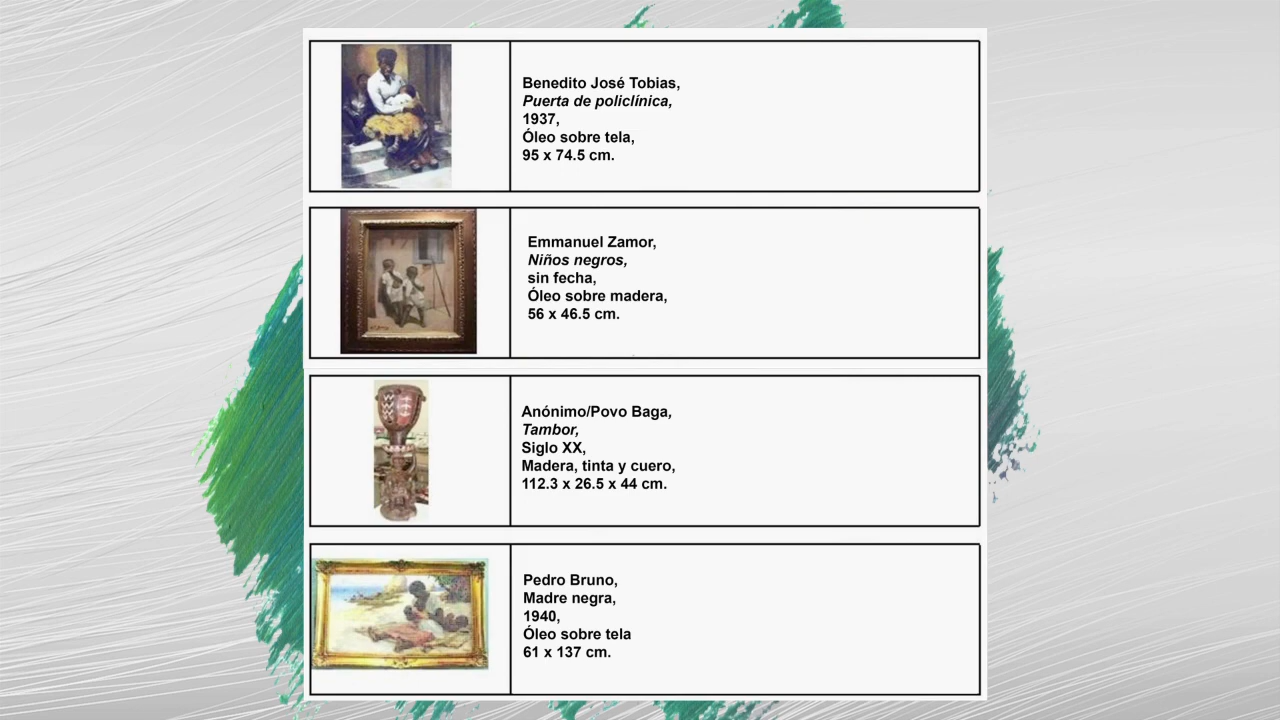 Benedito José Tobias,
Puerta de policlínica,
1937,
Óleo sobre tela,
95 x 74.5 cm.
Emmanuel Zamor,
Niños negros,
sin fecha,
Óleo sobre madera,
56 x 46.5 cm.
Anónimo/Povo Baga,
Tambor,
Siglo XX,
Madera, tinta y cuero,
112.3 x 26.5 x 44 cm.
Pedro Bruno,
Madre negra,
1940,
Óleo sobre tela
61 x 137 cm.